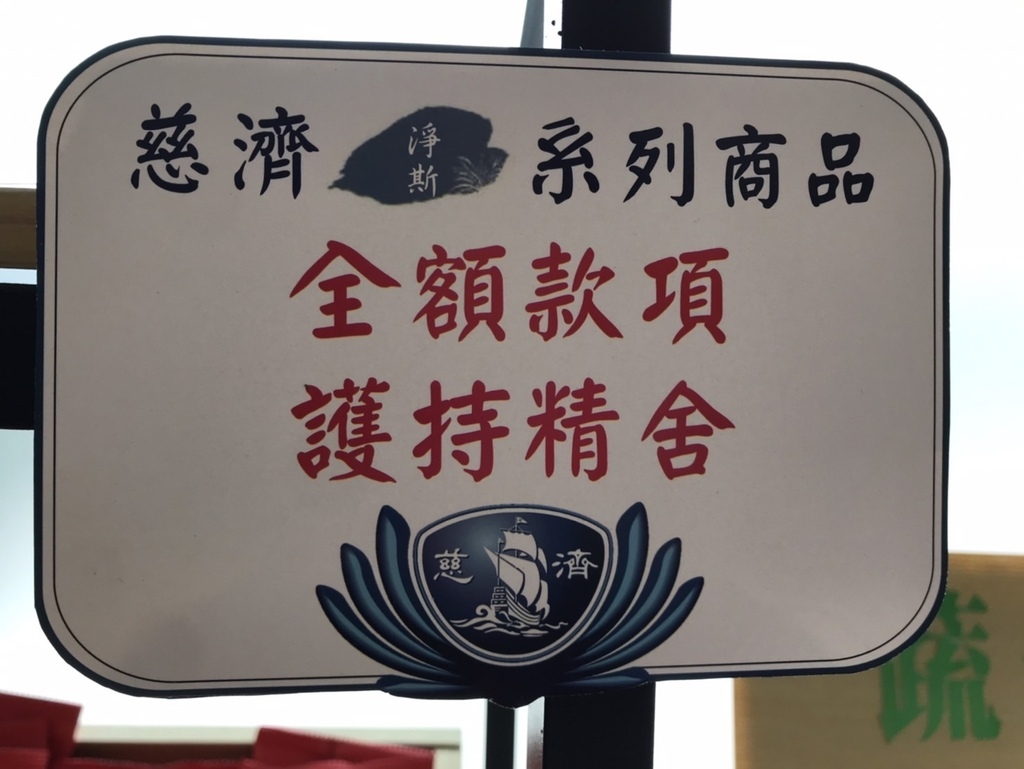 慈濟 淨斯 系列商品
全額款項
護持精舍
慈濟
蔬